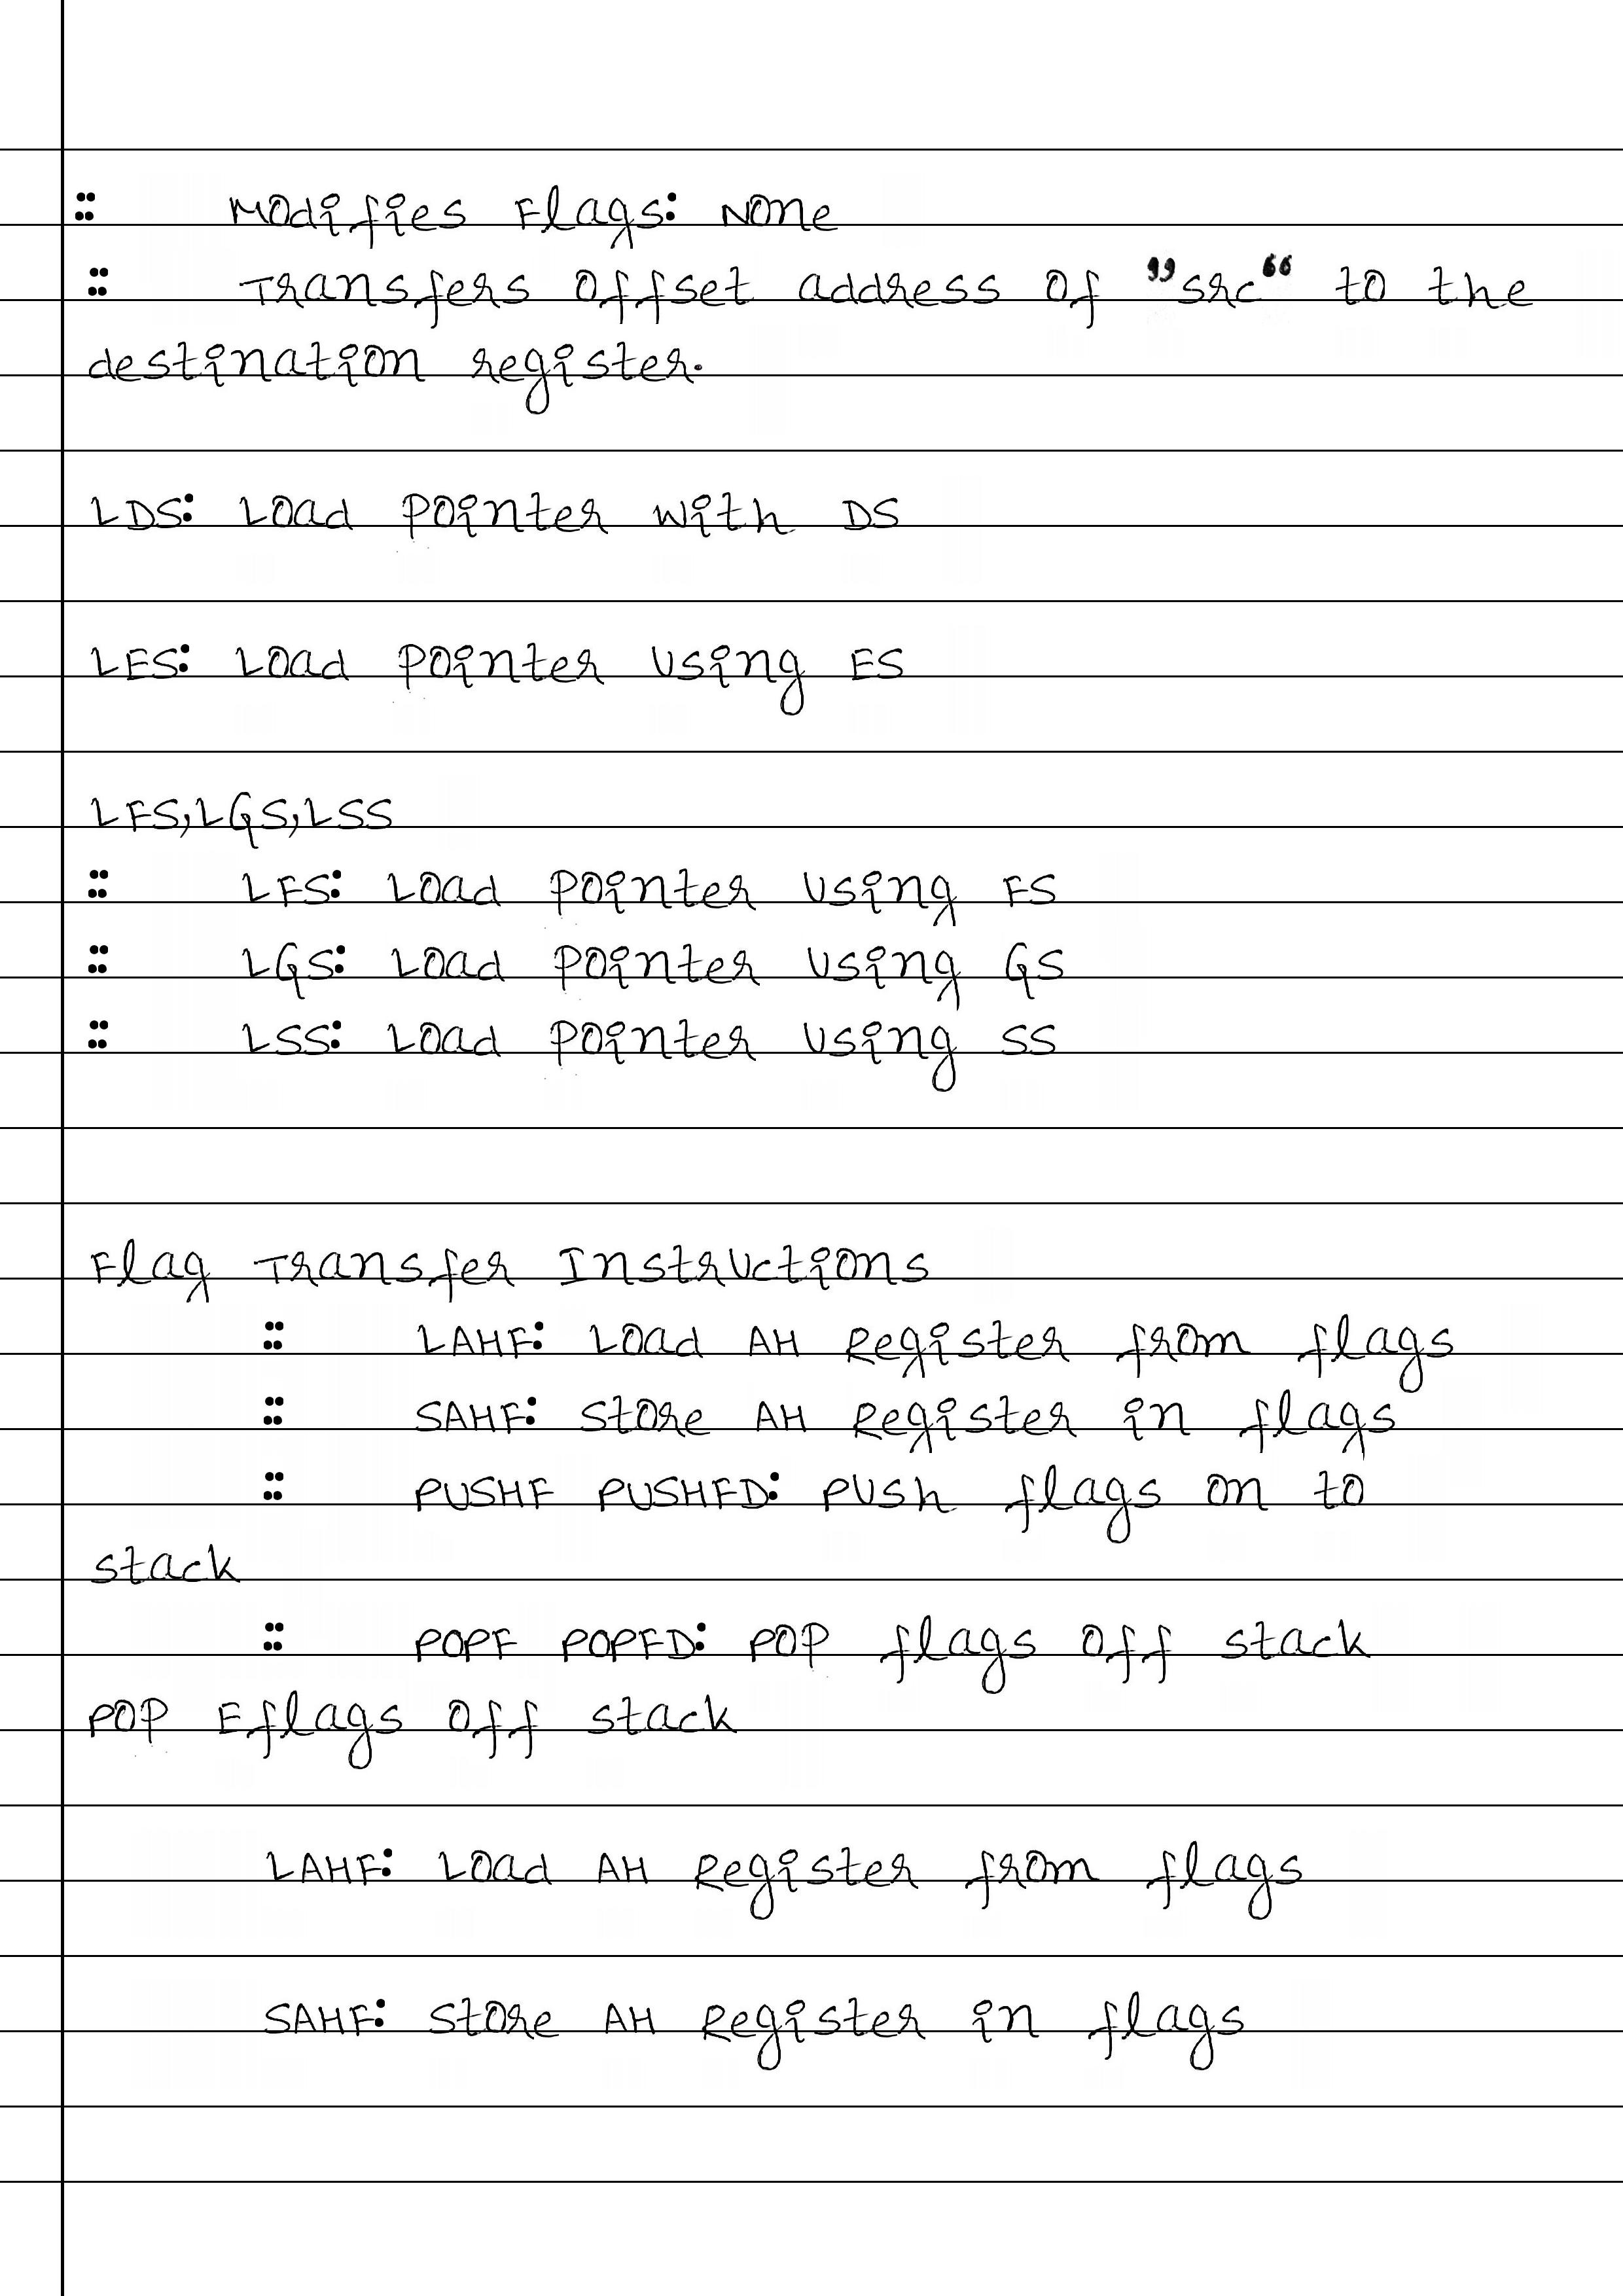 :: Modifies Flags: None
:: Transfers offset address of "src" to the
destination register.
LDS: Load Pointer with DS
LES: Load Pointer Using ES
LFS,LGS,LSS
:: LFS: Load Pointer Using FS
:: LGS: Load Pointer Using GS
:: LSS: Load Pointer Using SS
Flag Transfer Instructions
:: LAHF: Load AH Register from flags
:: SAHF: Store AH Register in flags
:: PUSHF PUSHFD: Push flags on to
stack
:: POPF POPFD: Pop flags off stack
Pop Eflags off stack
LAHF: Load AH Register from flags
SAHF: Store AH Register in flags